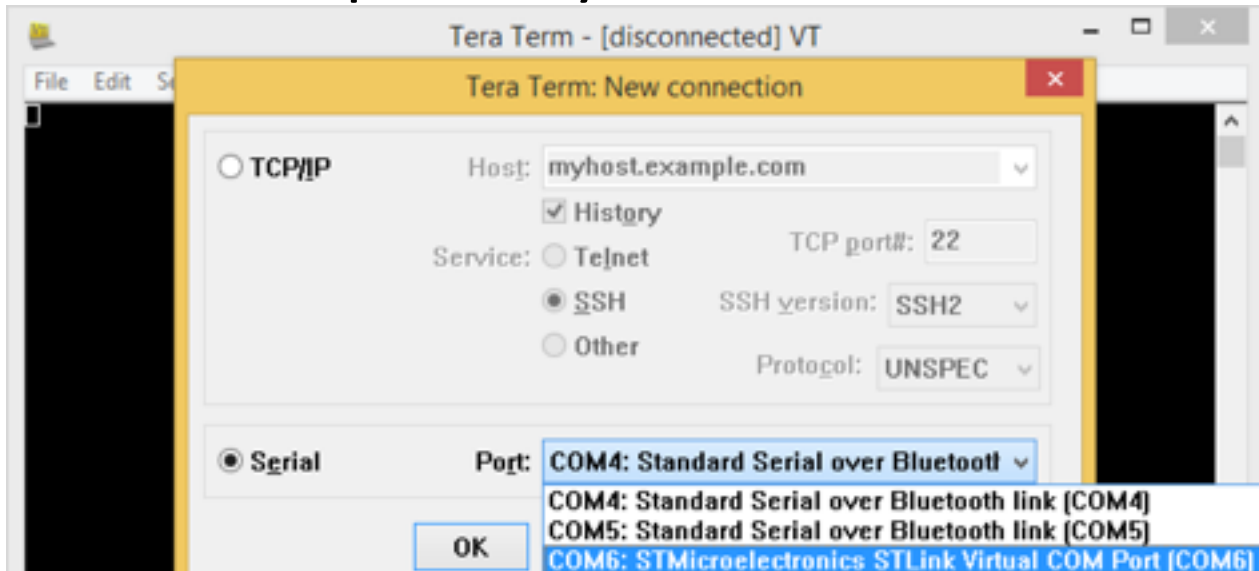 Tera Term - [disconnected] VT
File Edit
Tera Term: New connection
TCP/IP Host: myhost.example.com
History
Service: Telnet TCP port#: 22
SSH SSH version: SSH2
Other Protocol: UNSPEC
Serial Port: COM4: Standard Serial over Bluetooth
COM4: Standard Serial over Bluetooth link (COM4)
OK COM5: Standard Serial over Bluetooth link (COM5)
COM6: STMicroelectronics STLink Virtual COM Port (COM6)